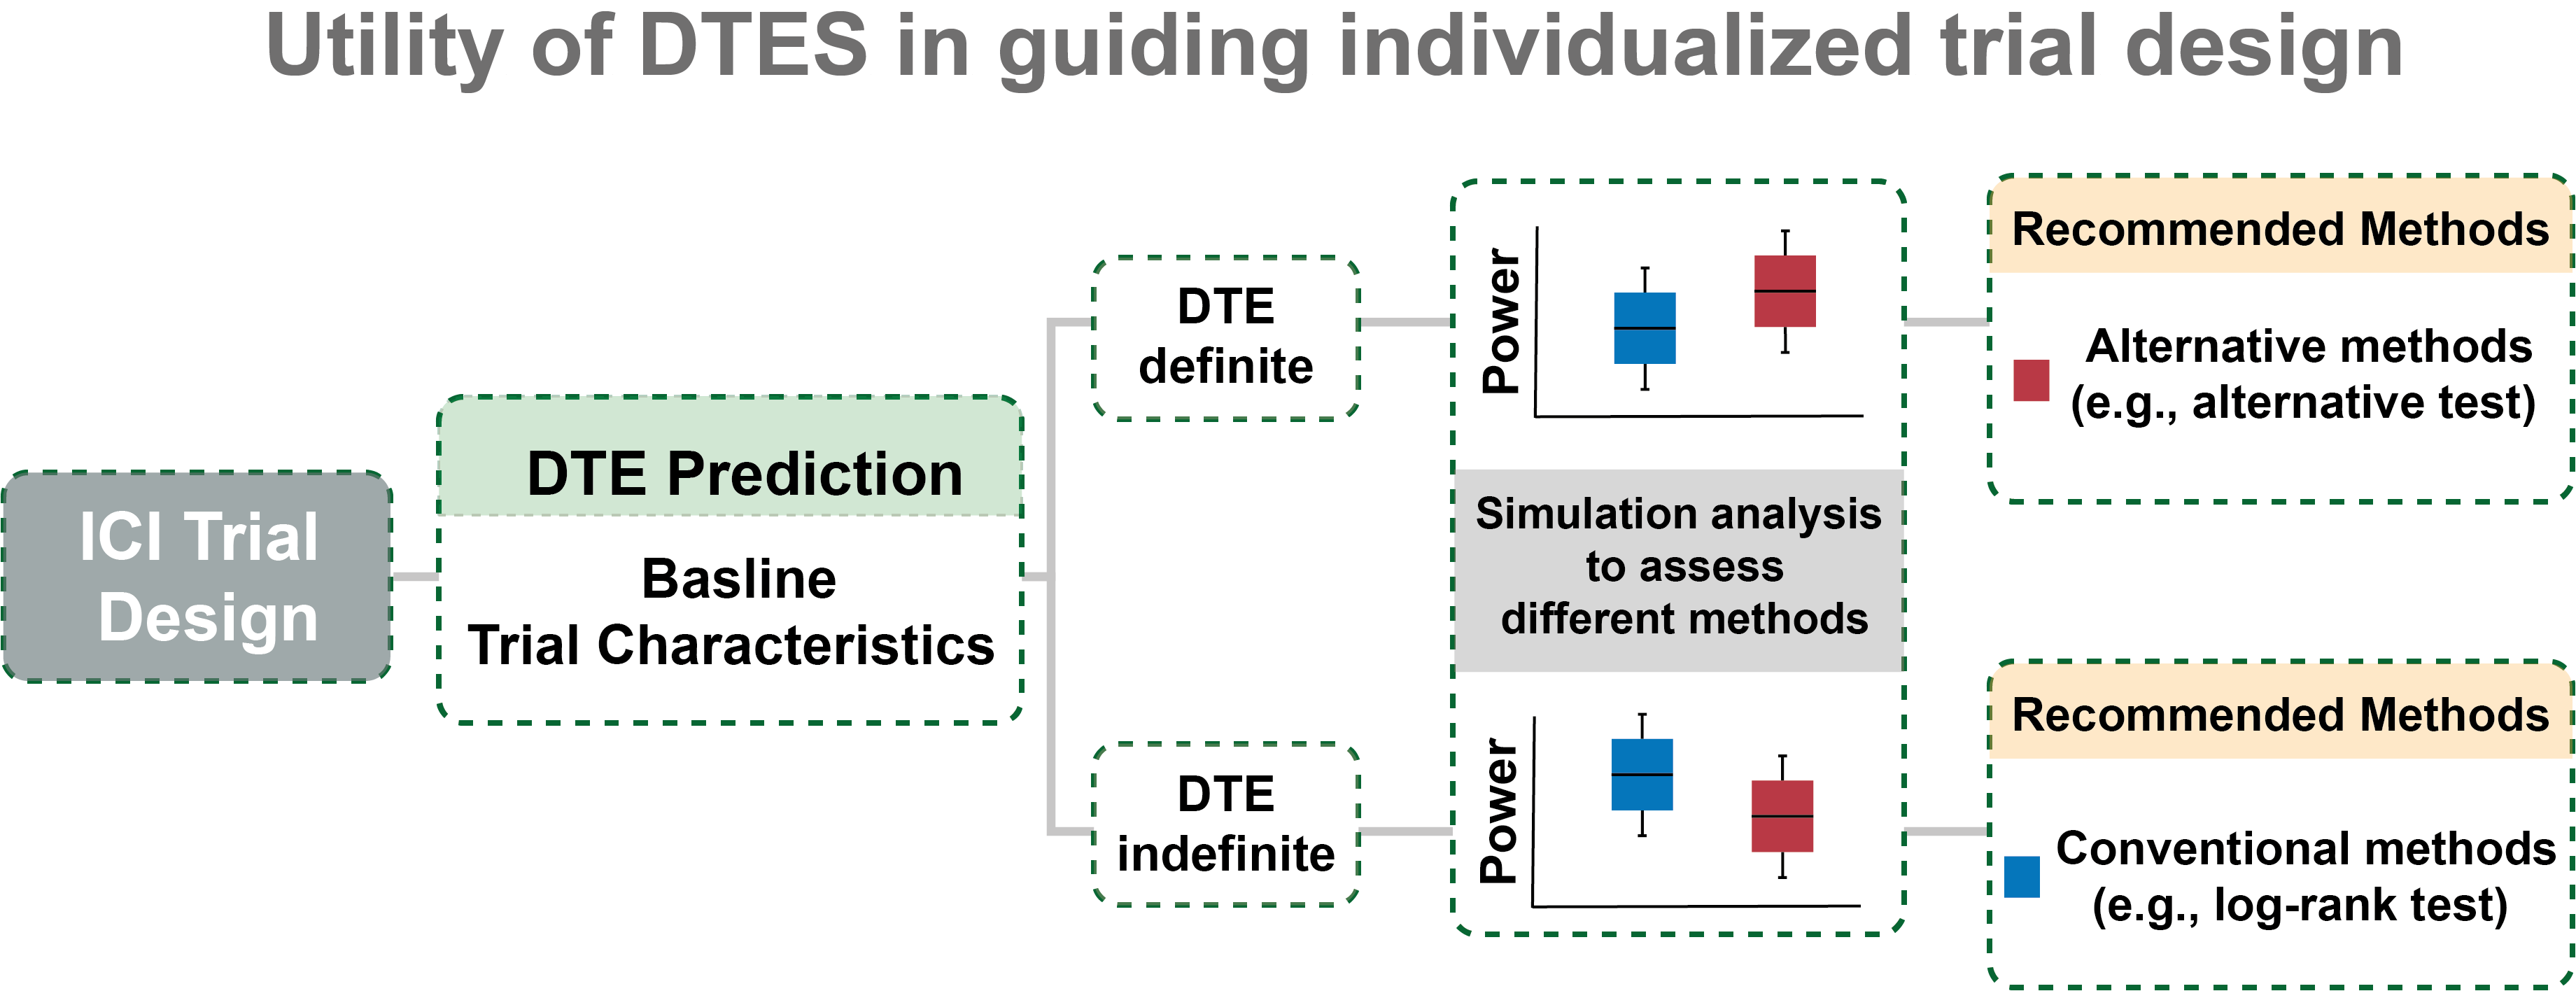 Utility of DTES in guiding individualized trial design
ICI Trial
Design
DTE Prediction
Basline
Trial Characteristics
DTE
definite
DTE
indefinite
Power
Simulation analysis
to assess
different methods
Power
Recommended Methods
Alternative methods
(e.g., alternative test)
Recommended Methods
Conventional methods
(e.g., log-rank test)